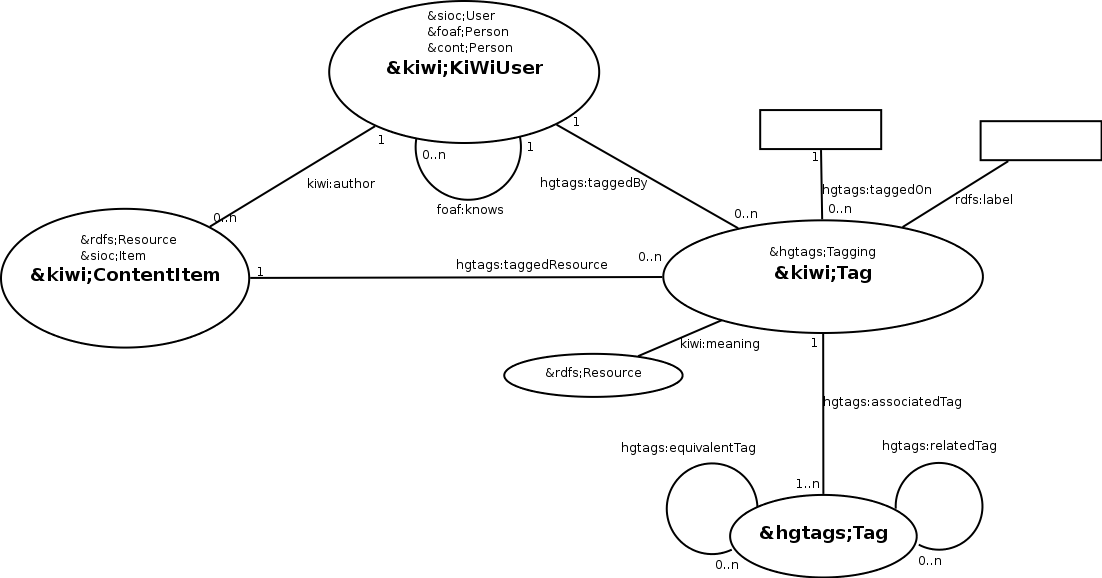 &sioc;User
&foaf;Person
&cont;Person
&kiwi;KiWiUser
1
0..n
1
1
foaf:knows
kiwi:author
0..n
hgtags:taggedBy
0..n
1
hgtags:taggedOn
0..n
rdfs:label
&rdfs;Resource
&sioc;Item
&kiwi;ContentItem
1
hgtags:taggedResource
0..n
&hgtags;Tagging
&kiwi;Tag
kiwi:meaning
&rdfs;Resource
1
hgtags:associatedTag
1..n
hgtags:equivalentTag
0..n
hgtags:relatedTag
0..n
&hgtags;Tag